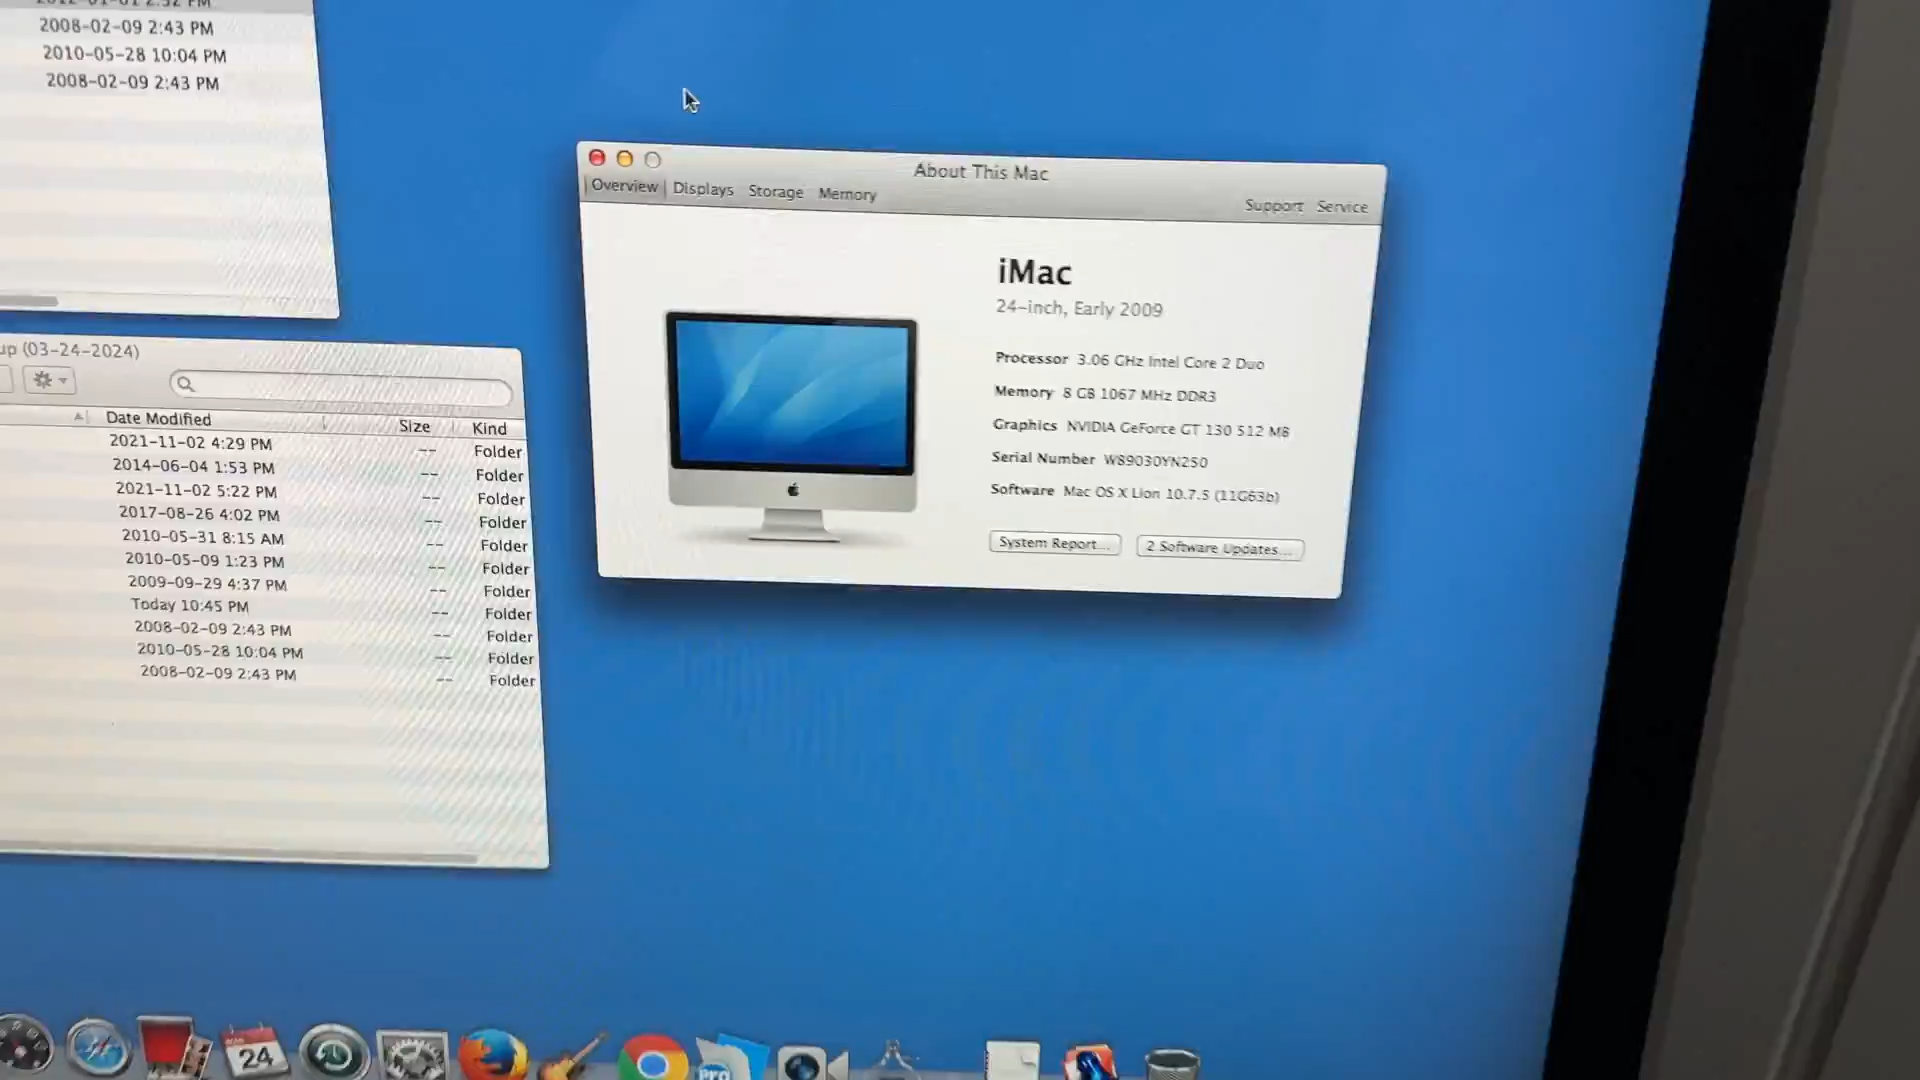 2008-02-09 2:43 PM
2010-05-28 10:04 PM
2008-02-09 2:43 PM
About This Mac
Overview Displays Storage Memory
Support Service
iMac
24-inch, Early 2009
Processor 3.06 GHz Intel Core 2 Duo
Memory 8 GB 1067 MHz DDR3
Graphics NVIDIA GeForce GT 130 512 MB
Serial Number W89030YN250
Software Mac OS X Lion 10.7.5 (11G63b)
System Report... 2 Software Updates...
up (03-24-2024)
Date Modified Size Kind
2021-11-02 4:29 PM -- Folder
2014-06-04 1:53 PM -- Folder
2021-11-02 5:22 PM -- Folder
2017-08-26 4:02 PM -- Folder
2010-05-31 8:15 AM -- Folder
2010-05-09 1:23 PM -- Folder
2009-09-29 4:37 PM -- Folder
Today 10:45 PM -- Folder
2008-02-09 2:43 PM -- Folder
2010-05-28 10:04 PM -- Folder
2008-02-09 2:43 PM -- Folder
24
pro